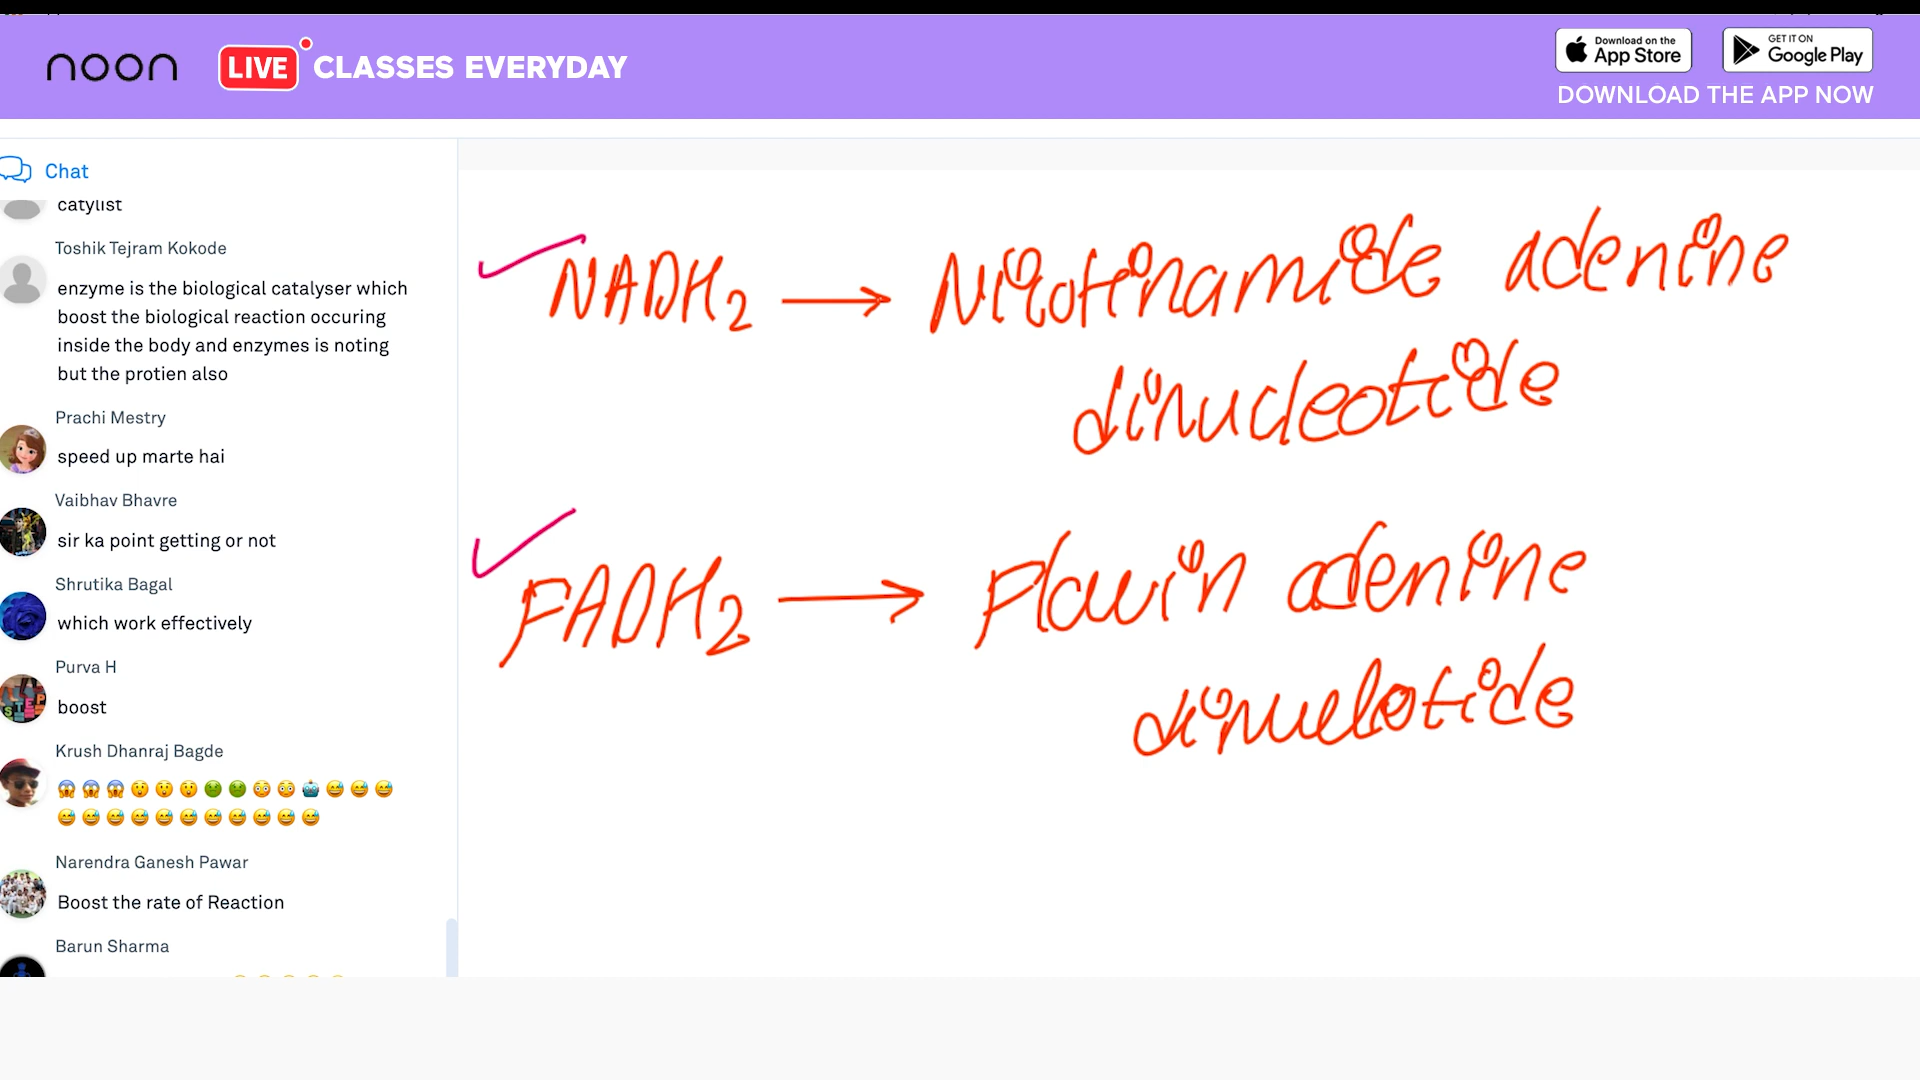 noon LIVE CLASSES EVERYDAY
Download on the App Store
GET IT ON Google Play
DOWNLOAD THE APP NOW
Chat
catylist
Toshik Tejram Kokode
enzyme is the biological catalyser which
boost the biological reaction occuring
inside the body and enzymes is noting
but the protien also
Prachi Mestry
speed up marte hai
Vaibhav Bhavre
sir ka point getting or not
Shrutika Bagal
which work effectively
Purva H
boost
Krush Dhanraj Bagde
😱😱😱😲😲😲🤢🤢😳😳🤖😅😅😅
😅😅😅😅😅😅😅😅😅😅😅
Narendra Ganesh Pawar
Boost the rate of Reaction
Barun Sharma
NADH2 → Nicotinamide adenine
dinucleotide
FADH2 → Flavin adenine
dinuelotide